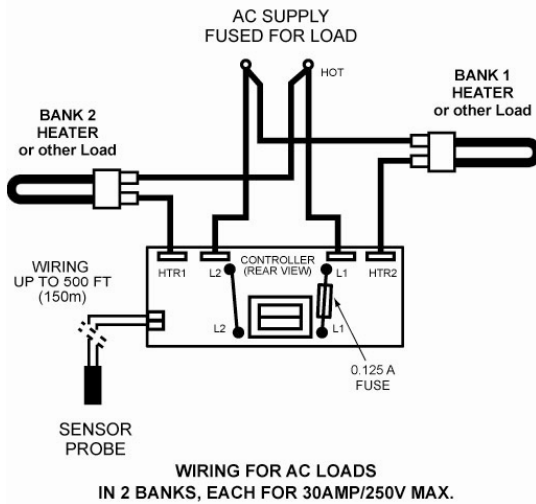 AC SUPPLY
FUSED FOR LOAD
HOT
BANK 1
HEATER
or other Load
BANK 2
HEATER
or other Load
WIRING
UP TO 500 FT
(150m)
HTR1
L2
CONTROLLER
(REAR VIEW)
L1
HTR2
L2
L1
0.125 A
FUSE
SENSOR
PROBE
WIRING FOR AC LOADS
IN 2 BANKS, EACH FOR 30AMP/250V MAX.